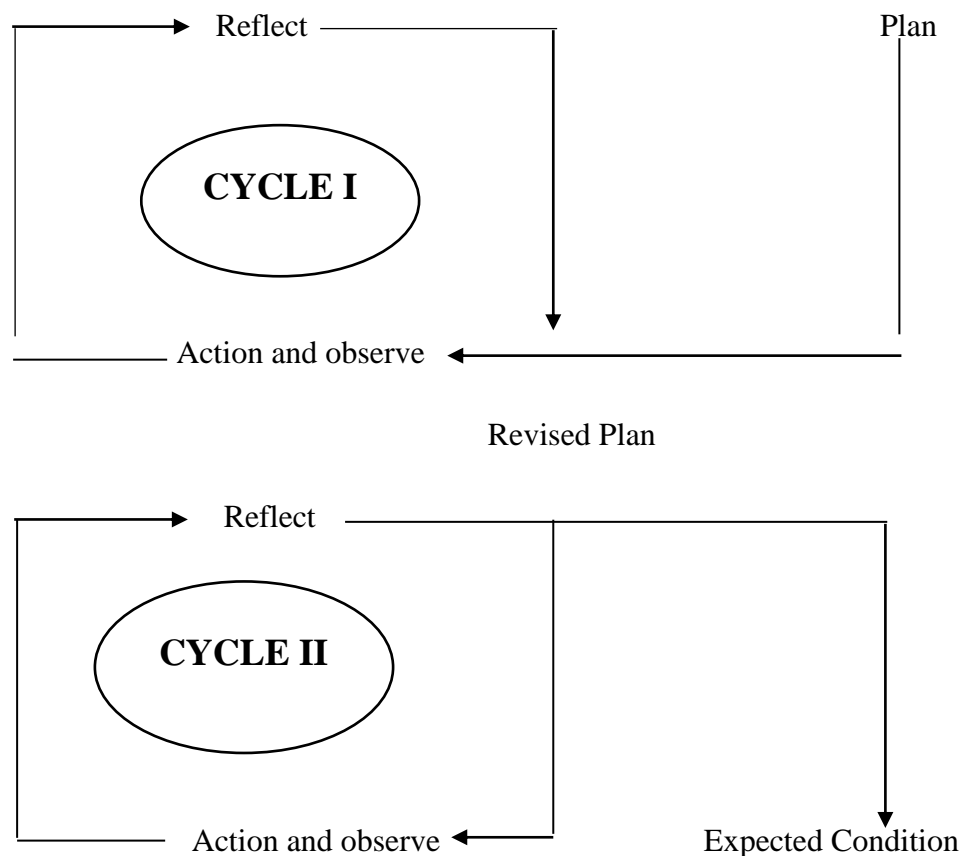 Reflect
Plan
CYCLE I
Action and observe
Revised Plan
Reflect
CYCLE II
Action and observe
Expected Condition